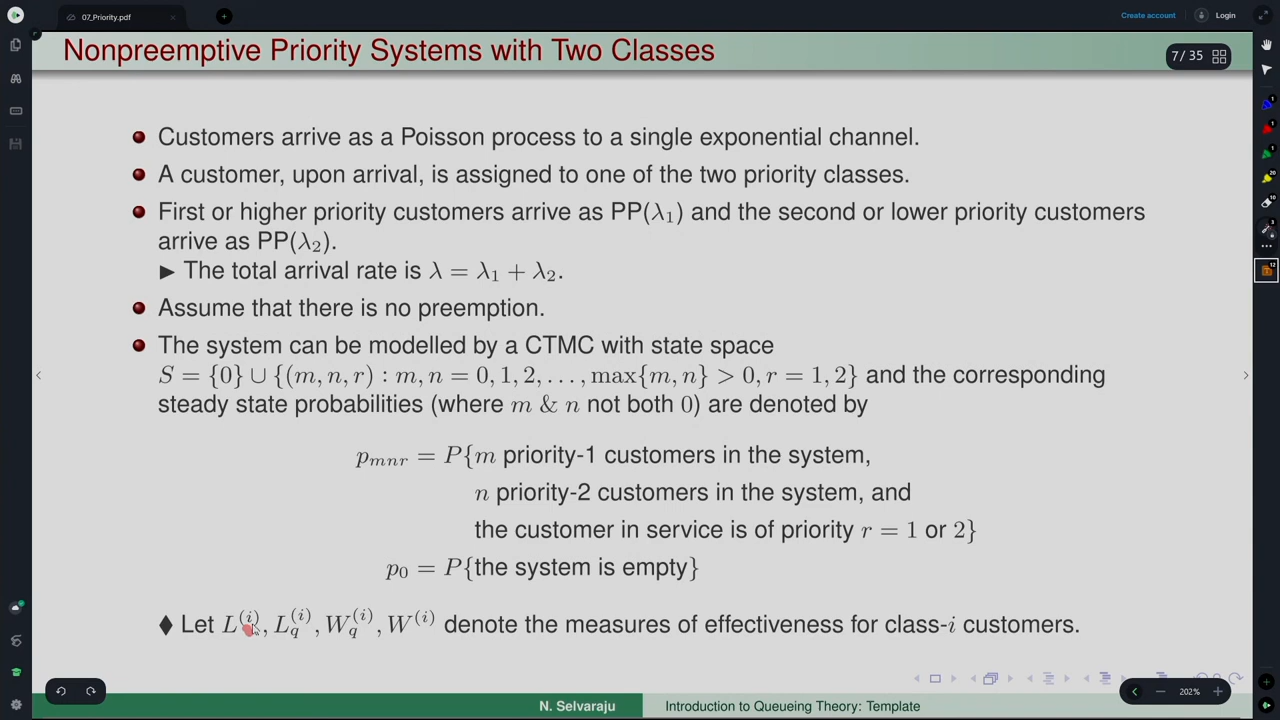 07_Priority.pdf
Create account
Login
Nonpreemptive Priority Systems with Two Classes
7 / 35
Customers arrive as a Poisson process to a single exponential channel.
A customer, upon arrival, is assigned to one of the two priority classes.
First or higher priority customers arrive as PP(λ₁) and the second or lower priority customers
arrive as PP(λ₂).
▶ The total arrival rate is λ = λ₁ + λ₂.
Assume that there is no preemption.
The system can be modelled by a CTMC with state space
S = {0} ∪ {(m, n, r) : m, n = 0, 1, 2, . . . , max{m, n} > 0, r = 1, 2} and the corresponding
steady state probabilities (where m & n not both 0) are denoted by
p_{mnr} = P{m priority-1 customers in the system,
n priority-2 customers in the system, and
the customer in service is of priority r = 1 or 2}
p₀ = P{the system is empty}
♦ Let L^{(i)}, L_q^{(i)}, W_q^{(i)}, W^{(i)} denote the measures of effectiveness for class-i customers.
202%
N. Selvaraju
Introduction to Queueing Theory: Template